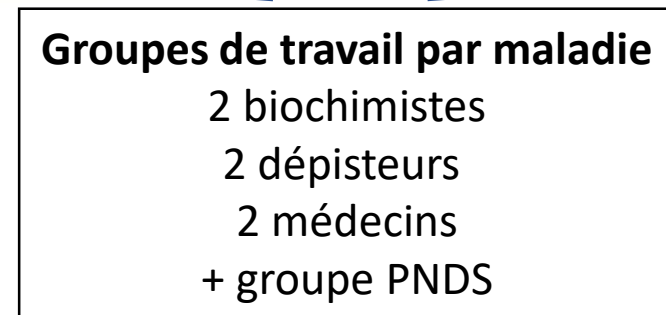 Groupes de travail par maladie
2 biochimistes
2 dépisteurs
2 médecins
+ groupe PNDS